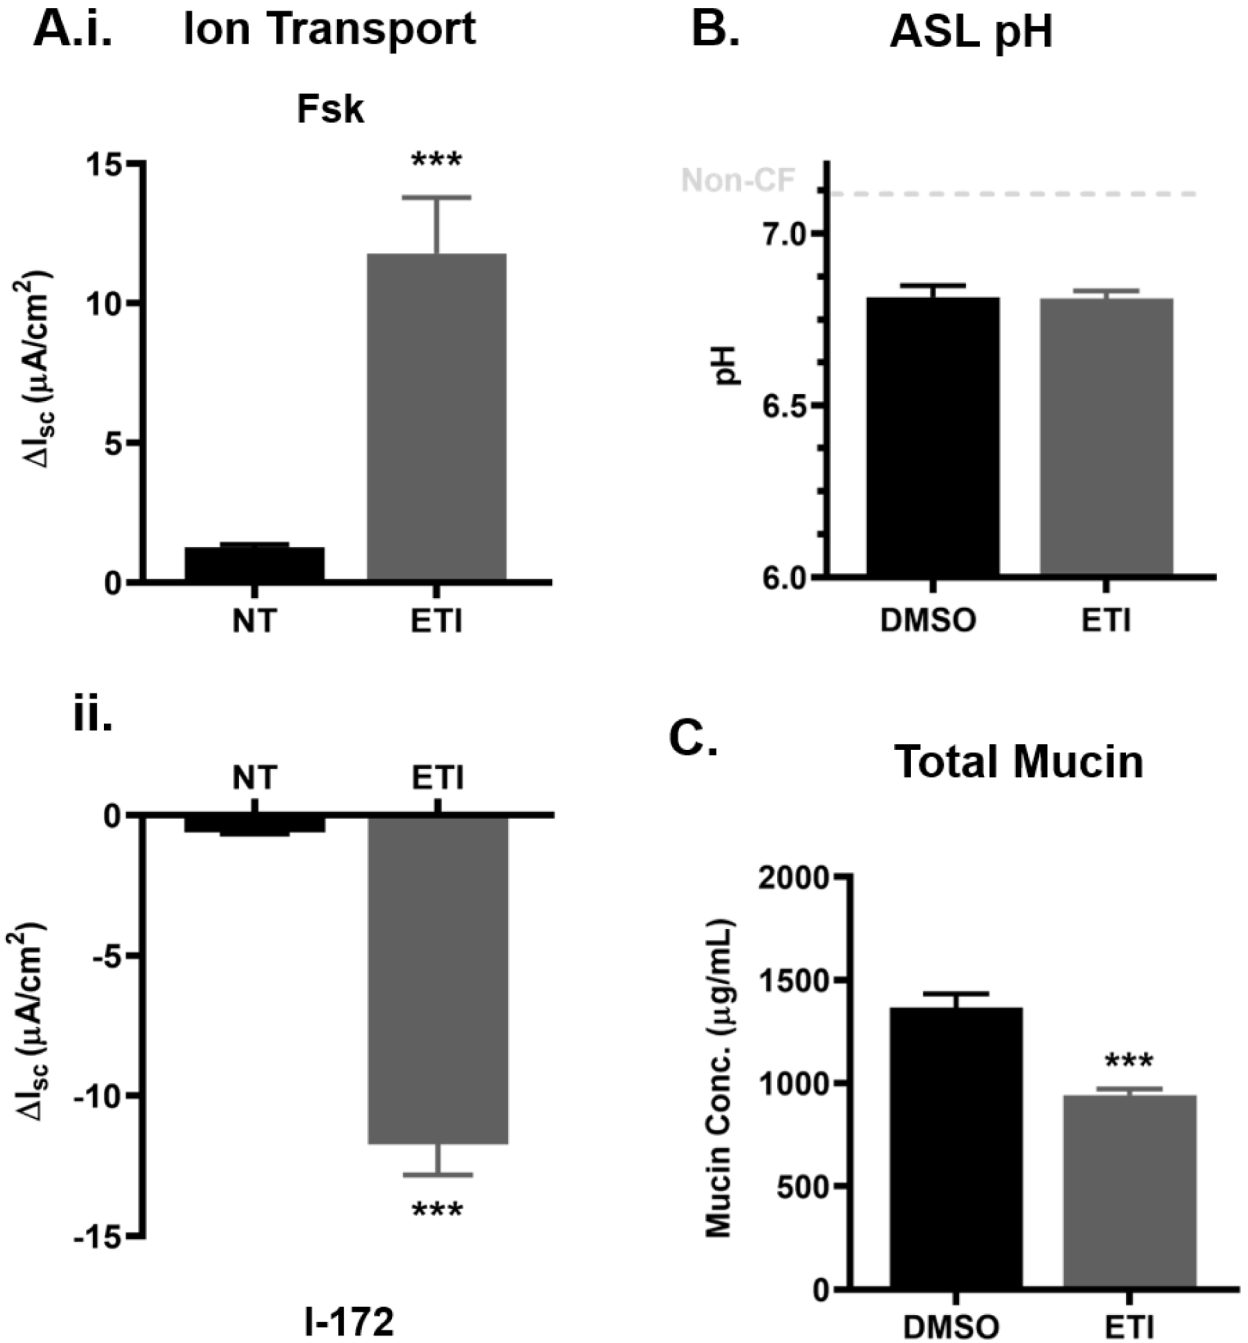 A.i. Ion Transport
Fsk
ΔIsc (μA/cm²)
15
10
5
0
***
NT ETI
ii.
NT ETI
ΔIsc (μA/cm²)
0
-5
-10
-15
***
I-172
B. ASL pH
Non-CF
pH
7.0
6.5
6.0
DMSO ETI
C. Total Mucin
Mucin Conc. (μg/mL)
2000
1500
1000
500
0
***
DMSO ETI